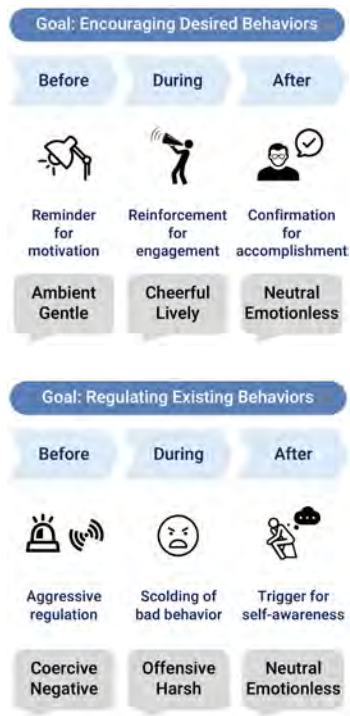 Goal: Encouraging Desired Behaviors
Before
During
After
Reminder
for
motivation
Reinforcement
for
engagement
Confirmation
for
accomplishment
Ambient
Gentle
Cheerful
Lively
Neutral
Emotionless
Goal: Regulating Existing Behaviors
Before
During
After
Aggressive
regulation
Scolding of
bad behavior
Trigger for
self-awareness
Coercive
Negative
Offensive
Harsh
Neutral
Emotionless